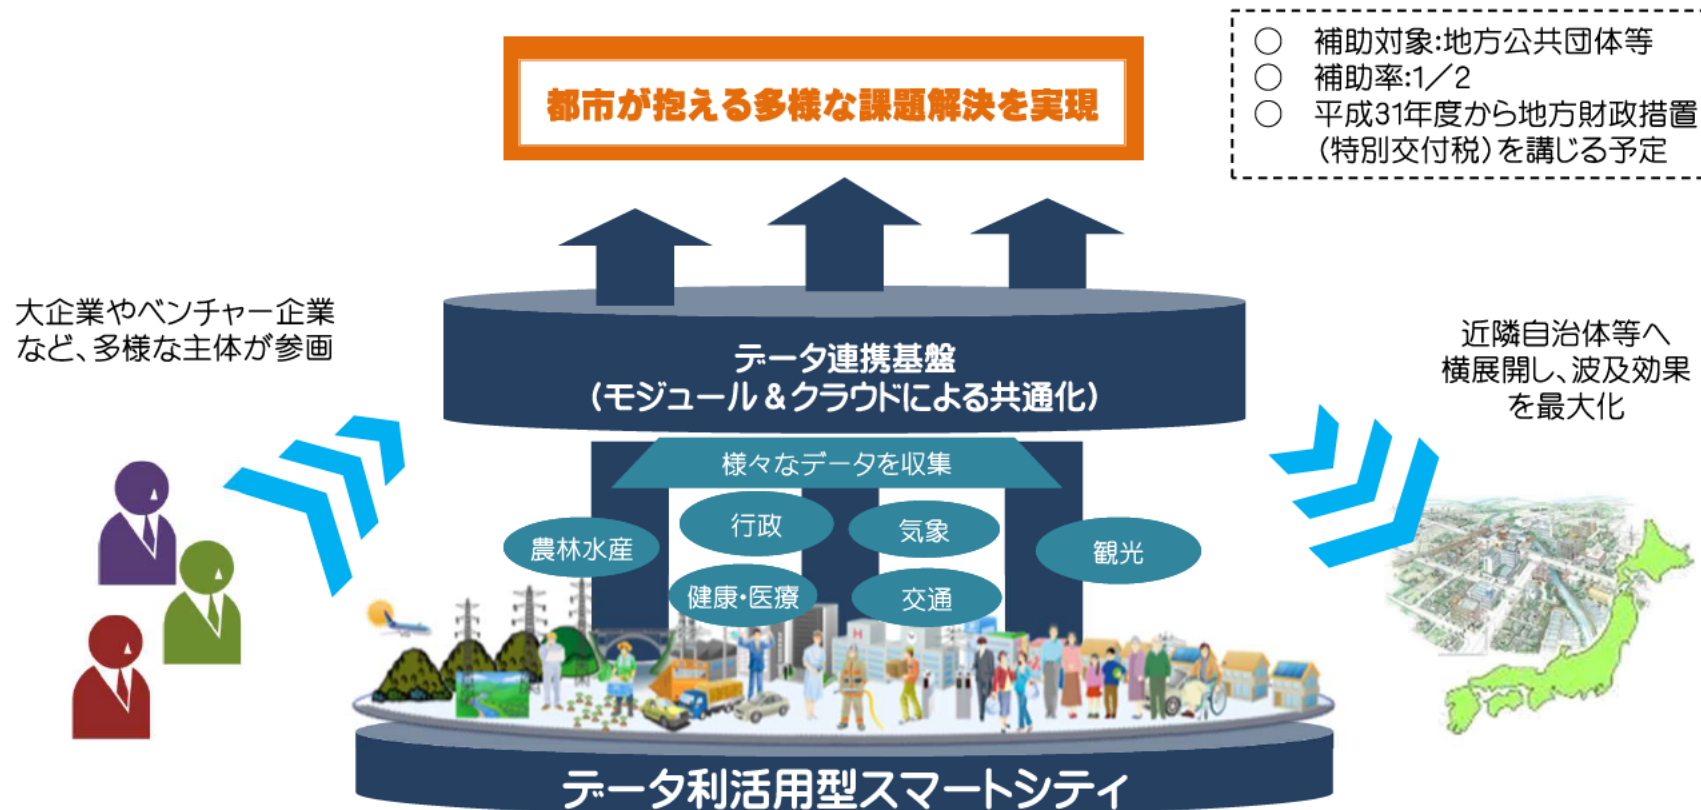 都市が抱える多様な課題解決を実現
○ 補助対象:地方公共団体等
○ 補助率:1／2
○ 平成31年度から地方財政措置
(特別交付税)を講じる予定
大企業やベンチャー企業
など、多様な主体が参画
データ連携基盤
(モジュール＆クラウドによる共通化)
近隣自治体等へ
横展開し、波及効果
を最大化
様々なデータを収集
農林水産
行政
気象
観光
健康・医療
交通
H
データ利活用型スマートシティ